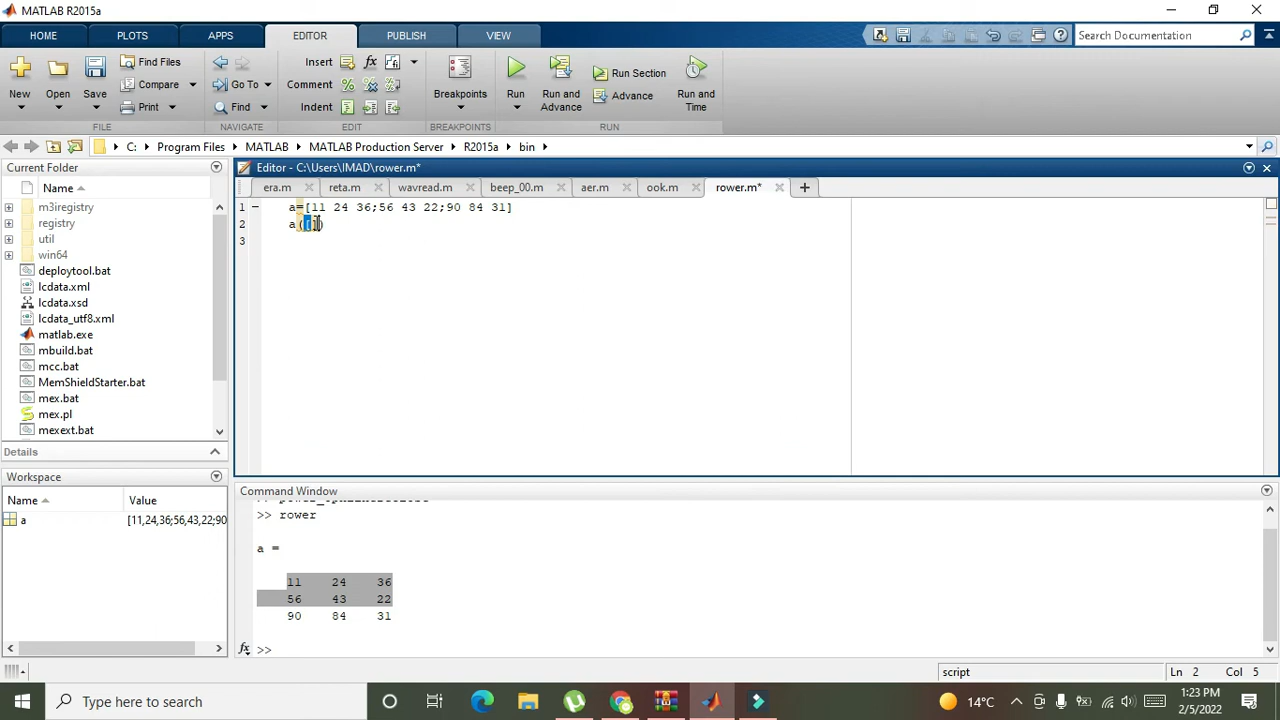 MATLAB R2015a
HOME PLOTS APPS EDITOR PUBLISH VIEW Search Documentation
New Open Save Find Files Compare Print
Go To Find
Insert Comment Indent
Breakpoints
Run Run and Advance Run Section Advance Run and Time
FILE NAVIGATE EDIT BREAKPOINTS RUN
C: Program Files MATLAB MATLAB Production Server R2015a bin
Current Folder
Name
m3iregistry
registry
util
win64
deploytool.bat
lcdata.xml
lcdata.xsd
lcdata_utf8.xml
matlab.exe
mbuild.bat
mcc.bat
MemShieldStarter.bat
mex.bat
mex.pl
mexext.bat
Details
Workspace
Name Value
a [11,24,36;56,43,22;90
Editor - C:\Users\IMAD\rower.m*
era.m reta.m wavread.m beep_00.m aer.m ook.m rower.m*
1 a=[11 24 36;56 43 22;90 84 31]
2 a([])
3
Command Window
>> rower
a =
11 24 36
56 43 22
90 84 31
fx >>
script Ln 2 Col 5
Type here to search
14°C
1:23 PM
2/5/2022